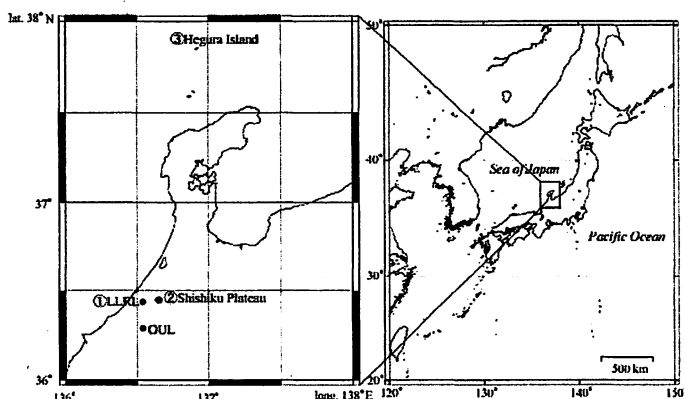 lat. 38° N
③Hegura Island
37
①LLRL
②Shishiku Plateau
OUL
36°
136°
137°
long. 138° E
50°
40°
30°
20°
120°
130°
140°
150
Sea of Japan
Pacific Ocean
500 km